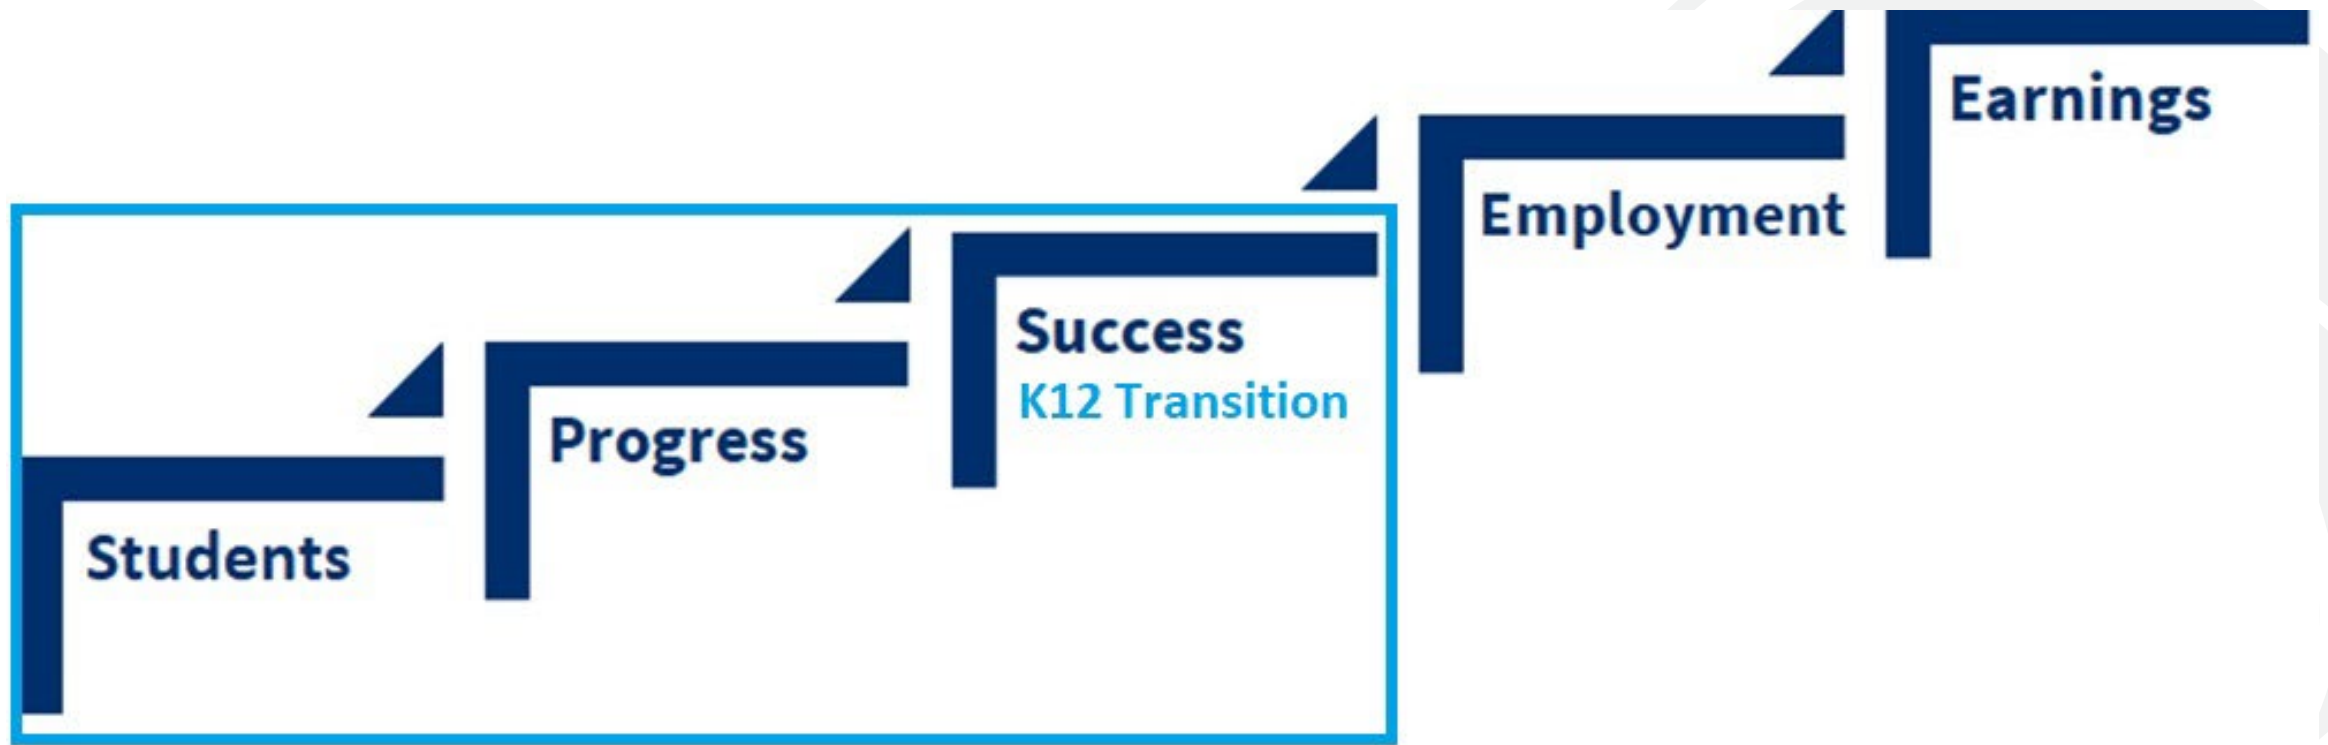 Students
Progress
Success
K12 Transition
Employment
Earnings